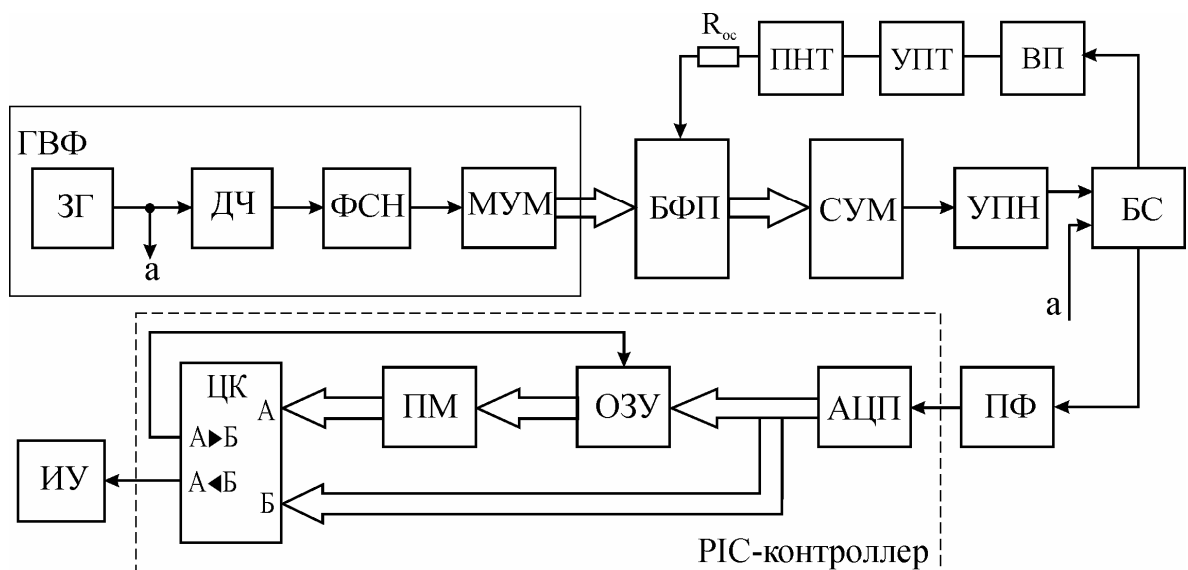 Rос
ПНТ
УПТ
ВП
ГВФ
ЗГ
ДЧ
ФСН
МУМ
БФП
СУМ
УПН
БС
а
а
ЦК
А
ПМ
ОЗУ
АЦП
ПФ
А▶Б
А◀Б
ИУ
Б
PIC-контроллер